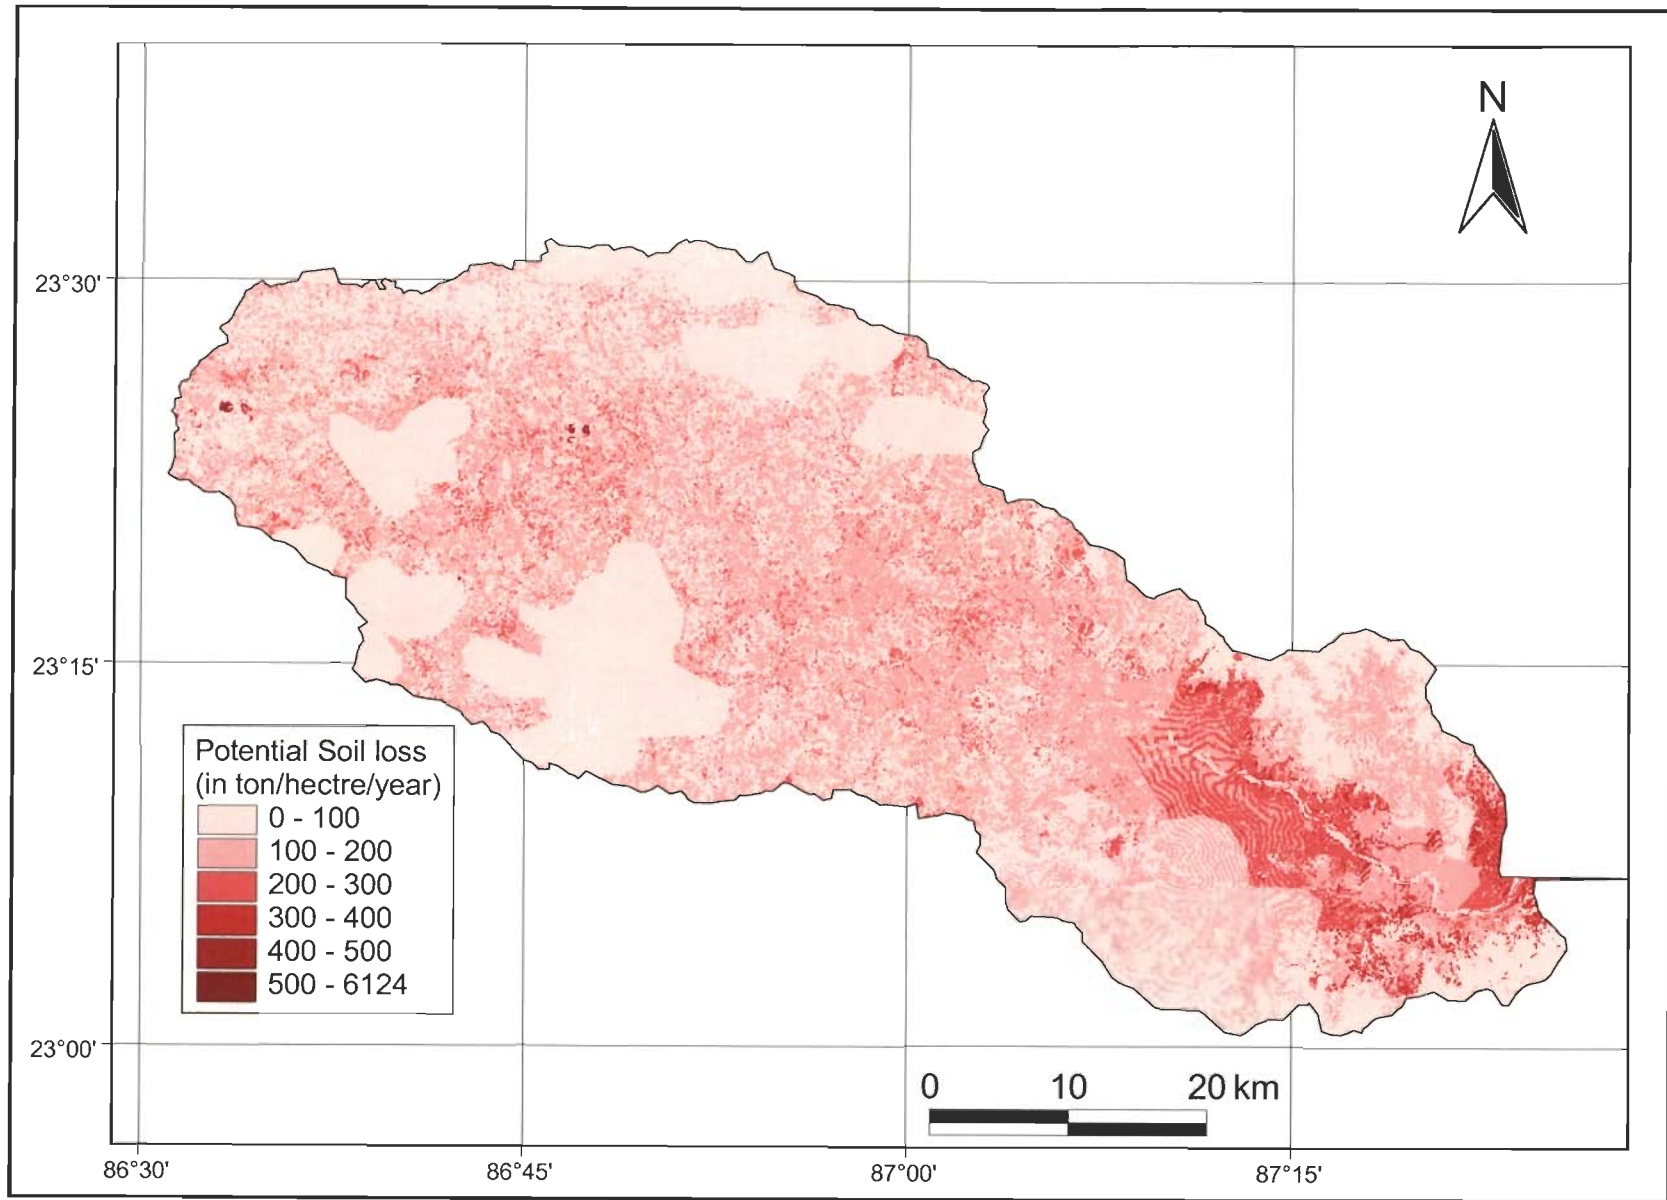 N
23°30'
23°15'
Potential Soil loss
(in ton/hectre/year)
0 - 100
100 - 200
200 - 300
300 - 400
400 - 500
500 - 6124
23°00'
0 10 20 km
86°30' 86°45' 87°00' 87°15'